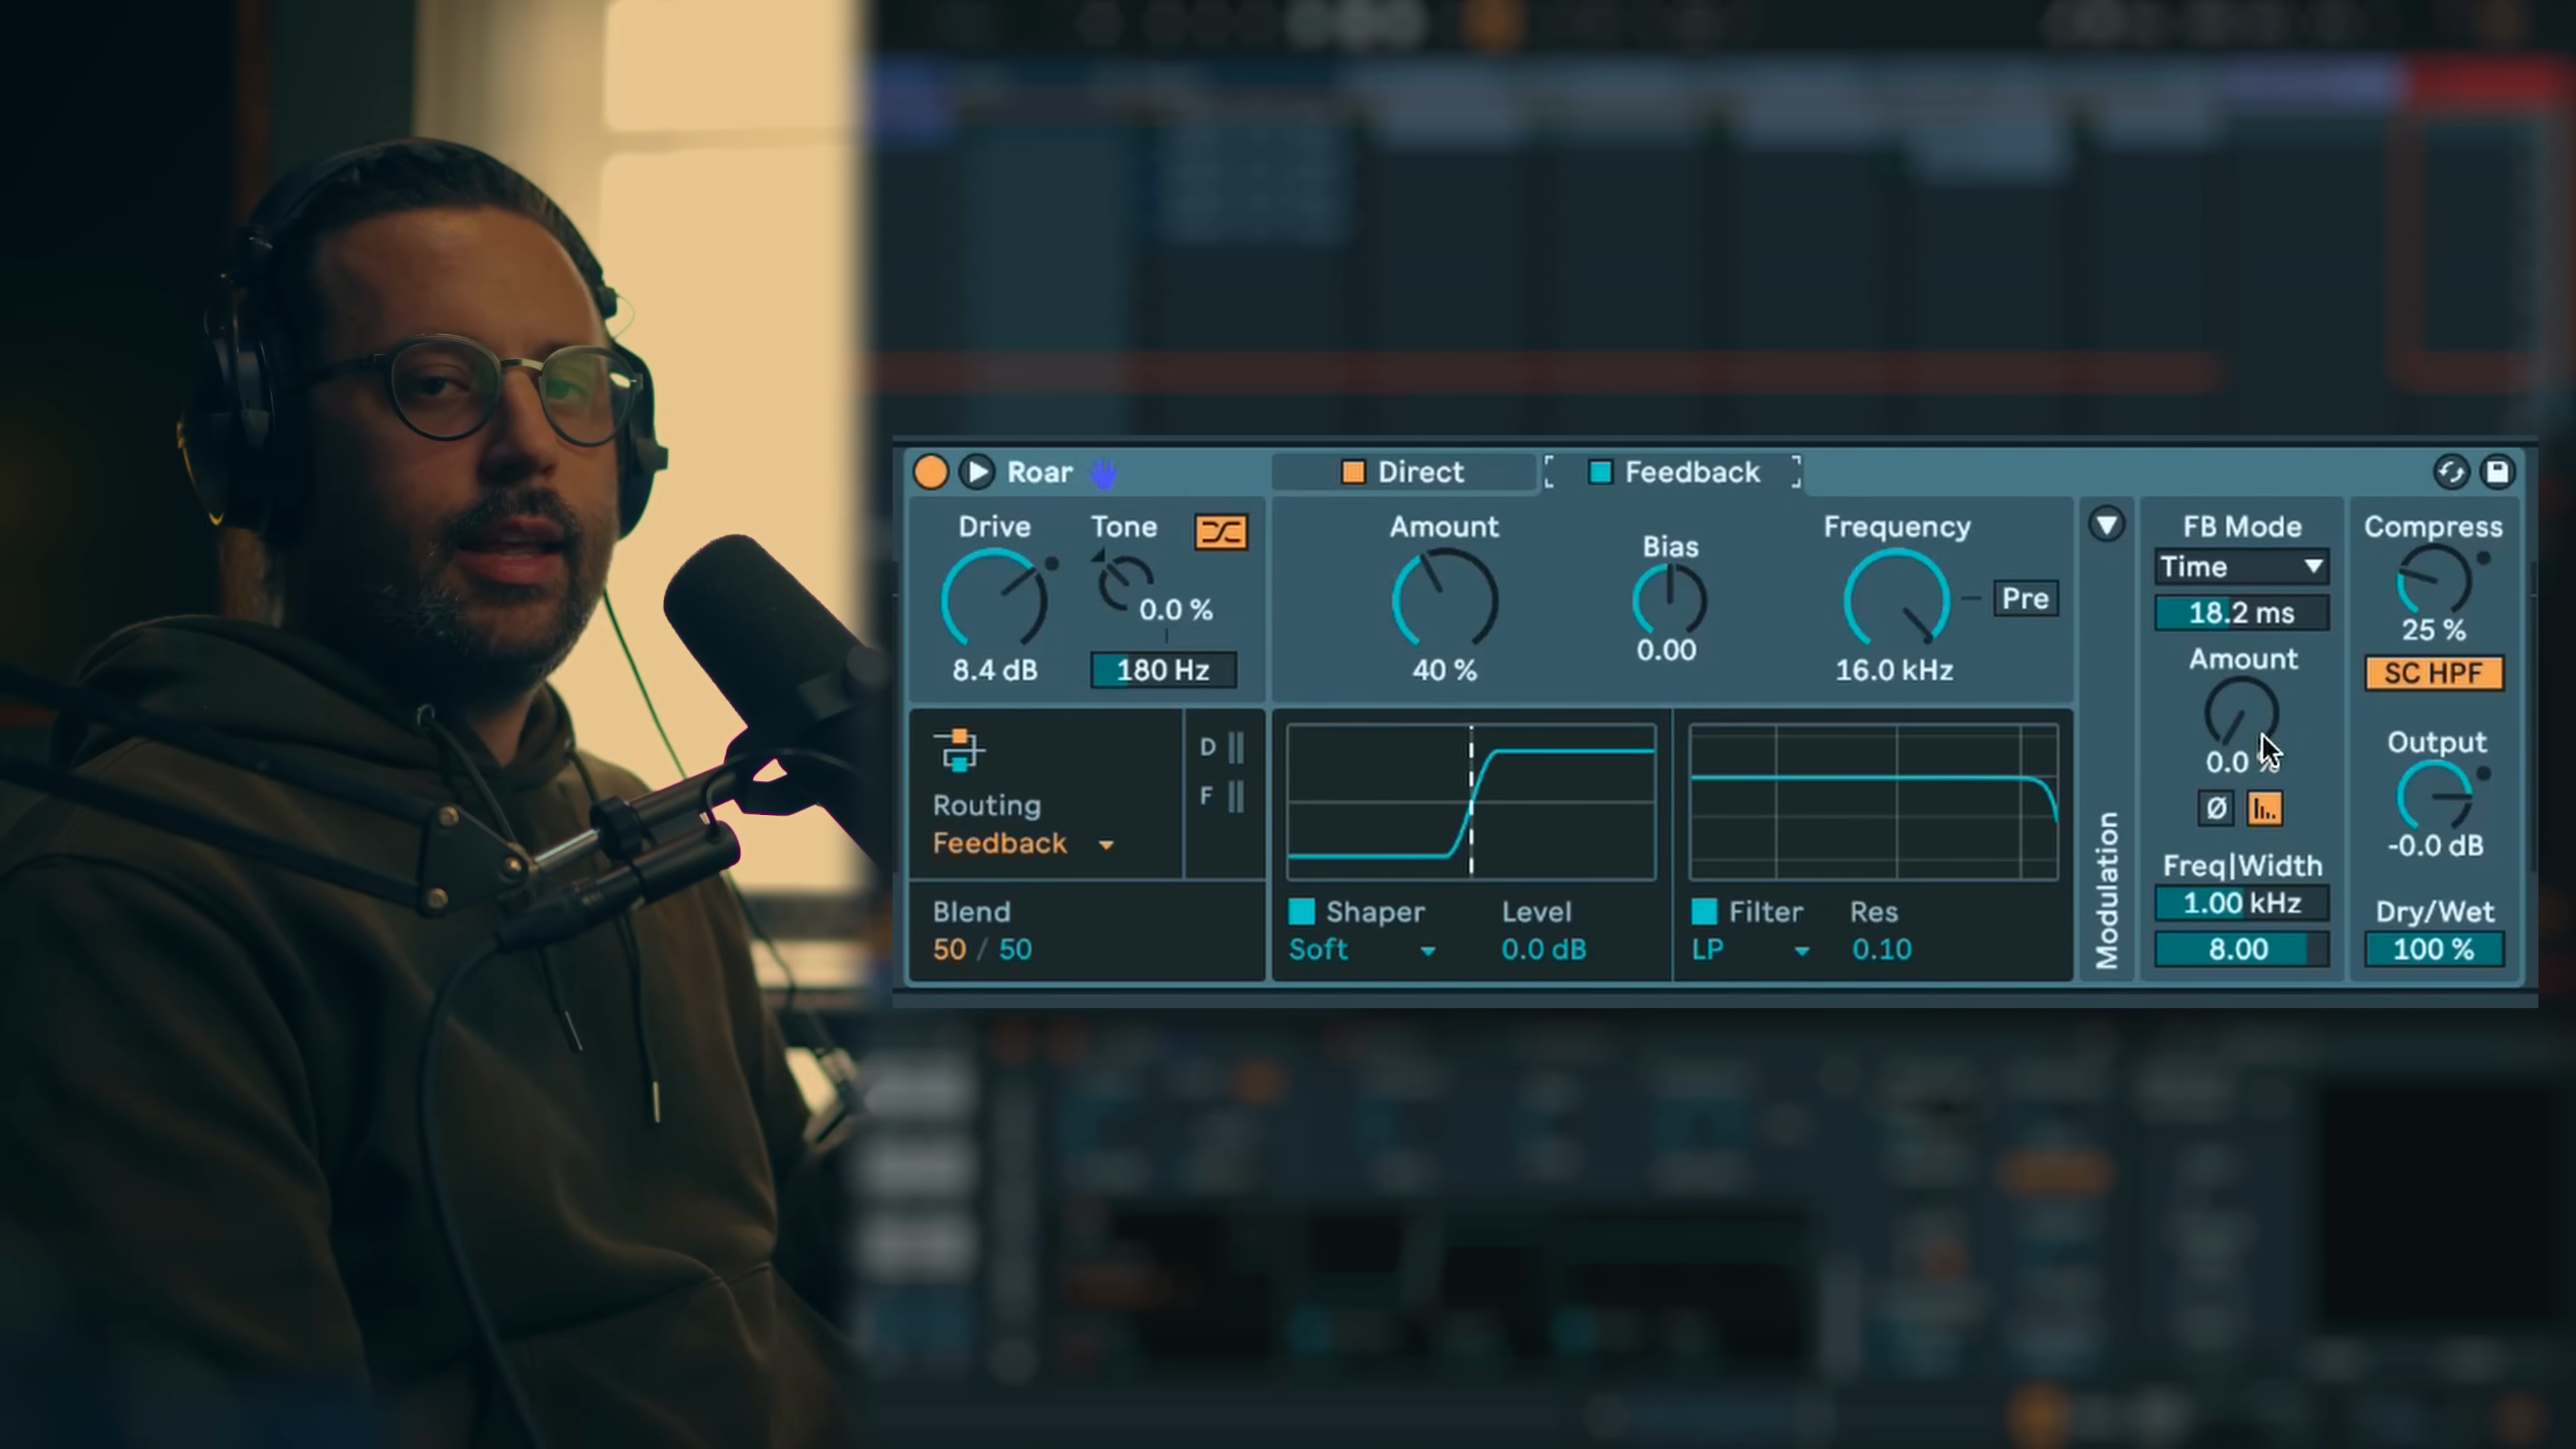 Roar
Direct
Feedback
Drive
8.4 dB
Tone
0.0 %
180 Hz
Amount
40 %
Bias
0.00
Frequency
16.0 kHz
Pre
FB Mode
Time
18.2 ms
Amount
0.0 %
Ø
Freq|Width
1.00 kHz
8.00
Compress
25 %
SC HPF
Output
-0.0 dB
Dry/Wet
100 %
Routing
Feedback
D
F
Blend
50 / 50
Shaper
Soft
Level
0.0 dB
Filter
LP
Res
0.10
Modulation